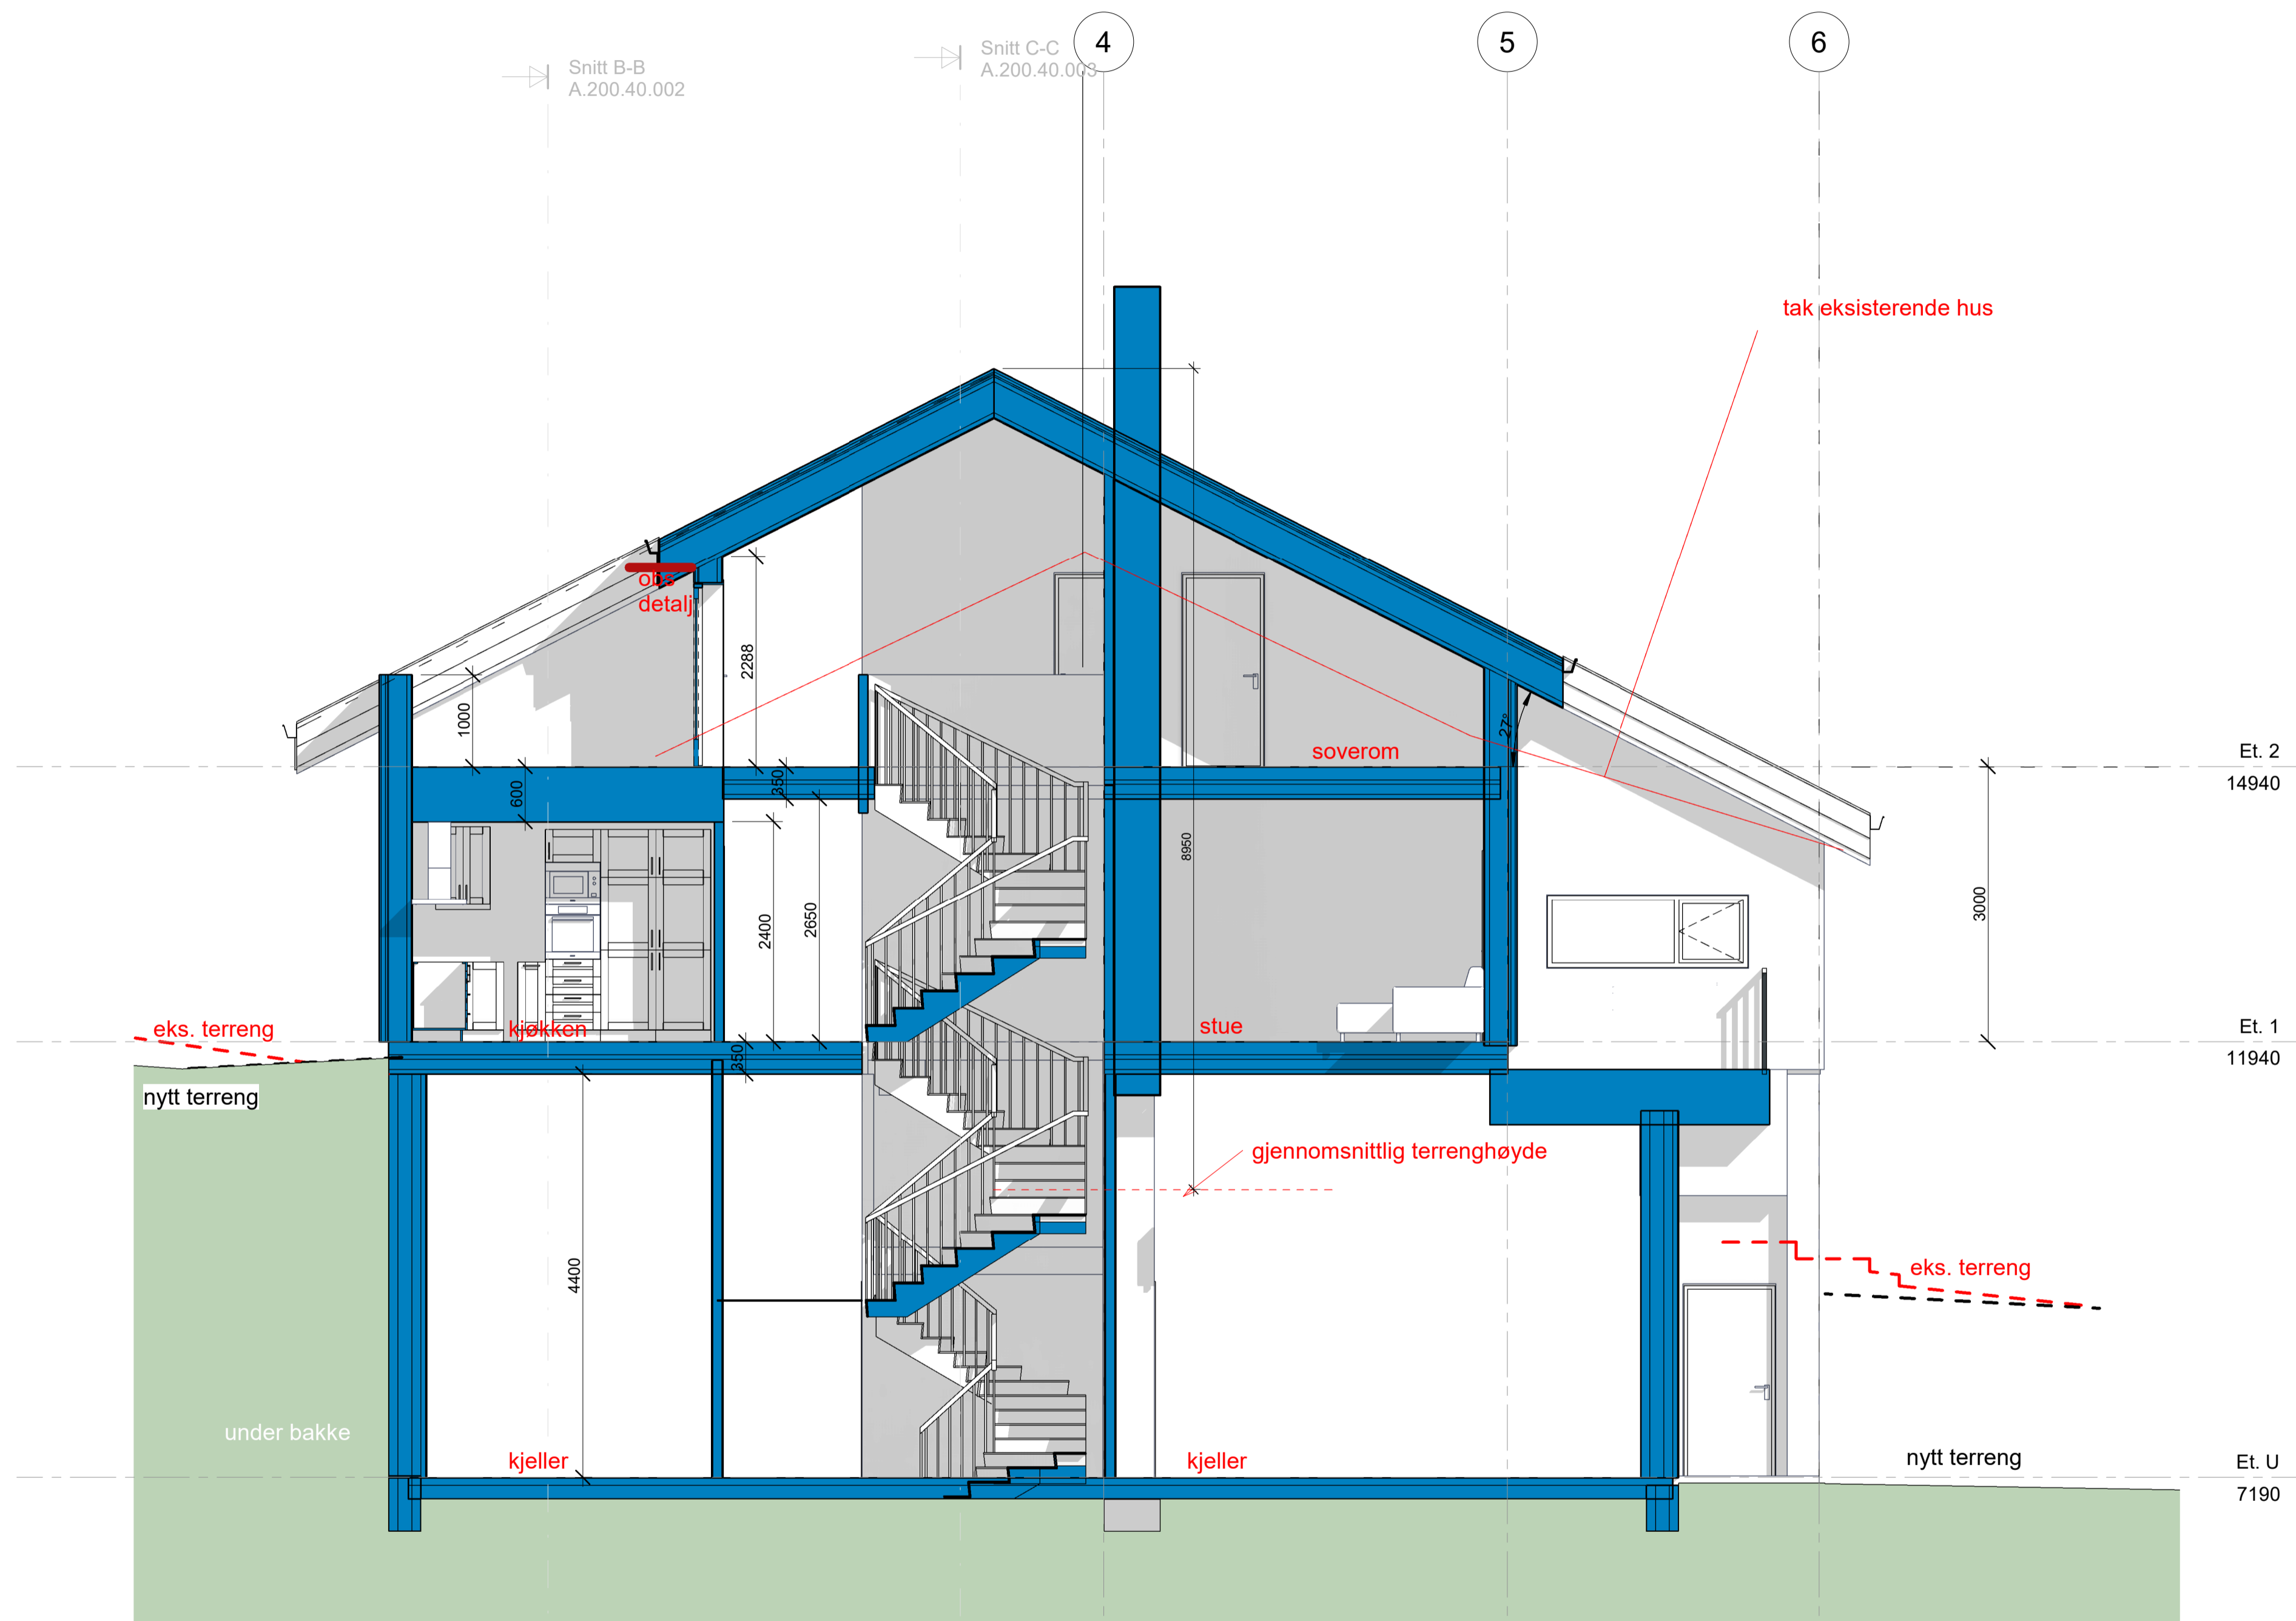 4
5
6
Snitt B-B
A.200.40.002
Snitt C-C
A.200.40.003
tak eksisterende hus
obs
detalj
2288
1000
27°
soverom
Et. 2
14940
350
600
8950
2400
2650
3000
eks. terreng
kjøkken
stue
Et. 1
11940
350
nytt terreng
gjennomsnittlig terrenghøyde
4400
eks. terreng
under bakke
kjeller
kjeller
nytt terreng
Et. U
7190